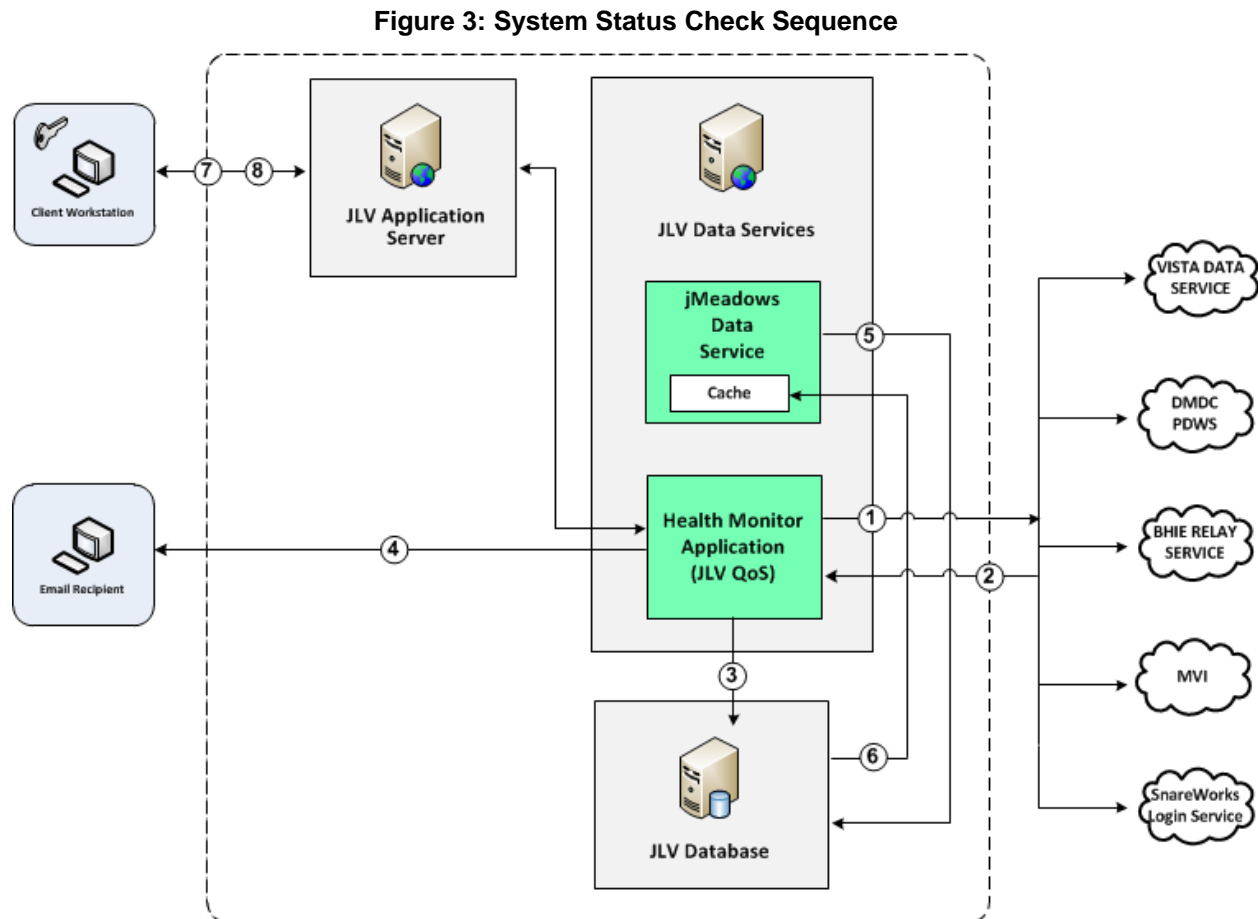 Figure 3: System Status Check Sequence
Client Workstation
7
8
JLV Application
Server
JLV Data Services
jMeadows
Data
Service
Cache
5
VISTA DATA
SERVICE
DMDC
PDWS
Health Monitor
Application
(JLV QoS)
1
2
BHIE RELAY
SERVICE
Email Recipient
4
3
MVI
6
JLV Database
SnareWorks
Login Service